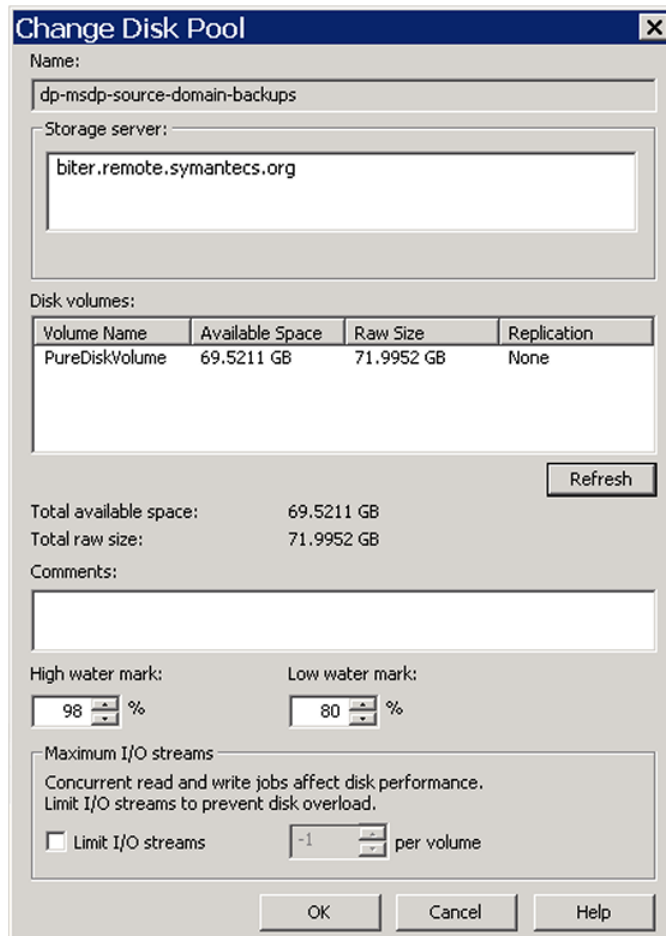 Change Disk Pool
Name:
dp-msdp-source-domain-backups
Storage server:
biter.remote.symantecs.org
Disk volumes:
Volume Name Available Space Raw Size Replication
PureDiskVolume 69.5211 GB 71.9952 GB None
Refresh
Total available space: 69.5211 GB
Total raw size: 71.9952 GB
Comments:
High water mark: Low water mark:
98 % 80 %
Maximum I/O streams
Concurrent read and write jobs affect disk performance.
Limit I/O streams to prevent disk overload.
Limit I/O streams -1 per volume
OK Cancel Help